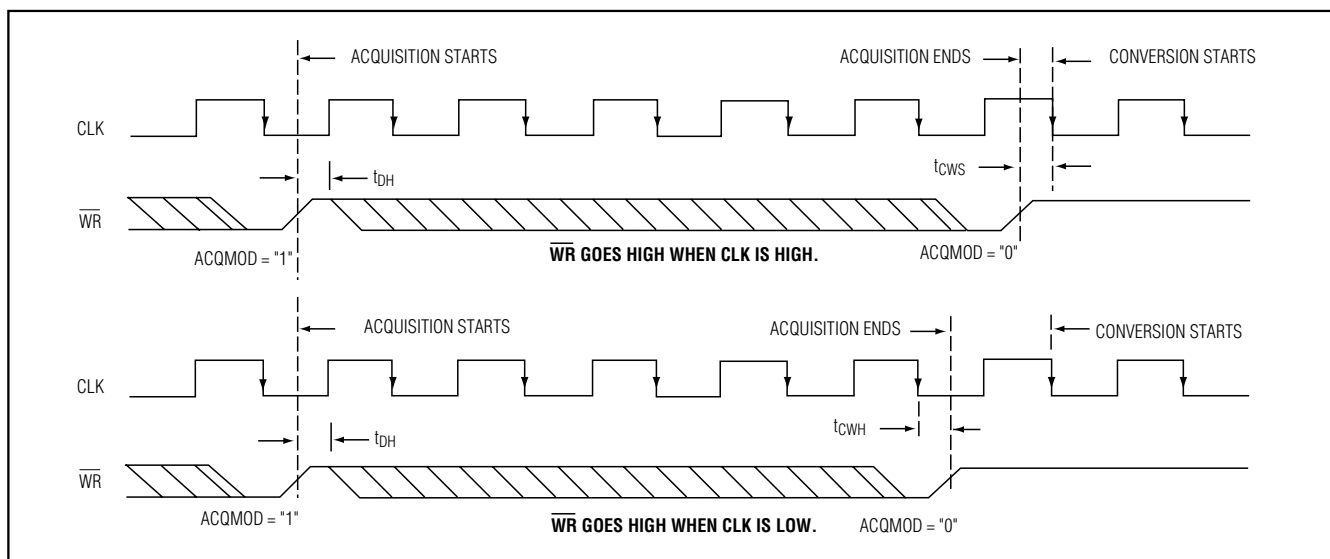 ACQUISITION STARTS
ACQUISITION ENDS
CONVERSION STARTS
CLK
tDH
tCWS
WR
ACQMOD = "1"
WR GOES HIGH WHEN CLK IS HIGH.
ACQMOD = "0"
ACQUISITION STARTS
ACQUISITION ENDS
CONVERSION STARTS
CLK
tDH
tCWH
WR
ACQMOD = "1"
WR GOES HIGH WHEN CLK IS LOW.
ACQMOD = "0"